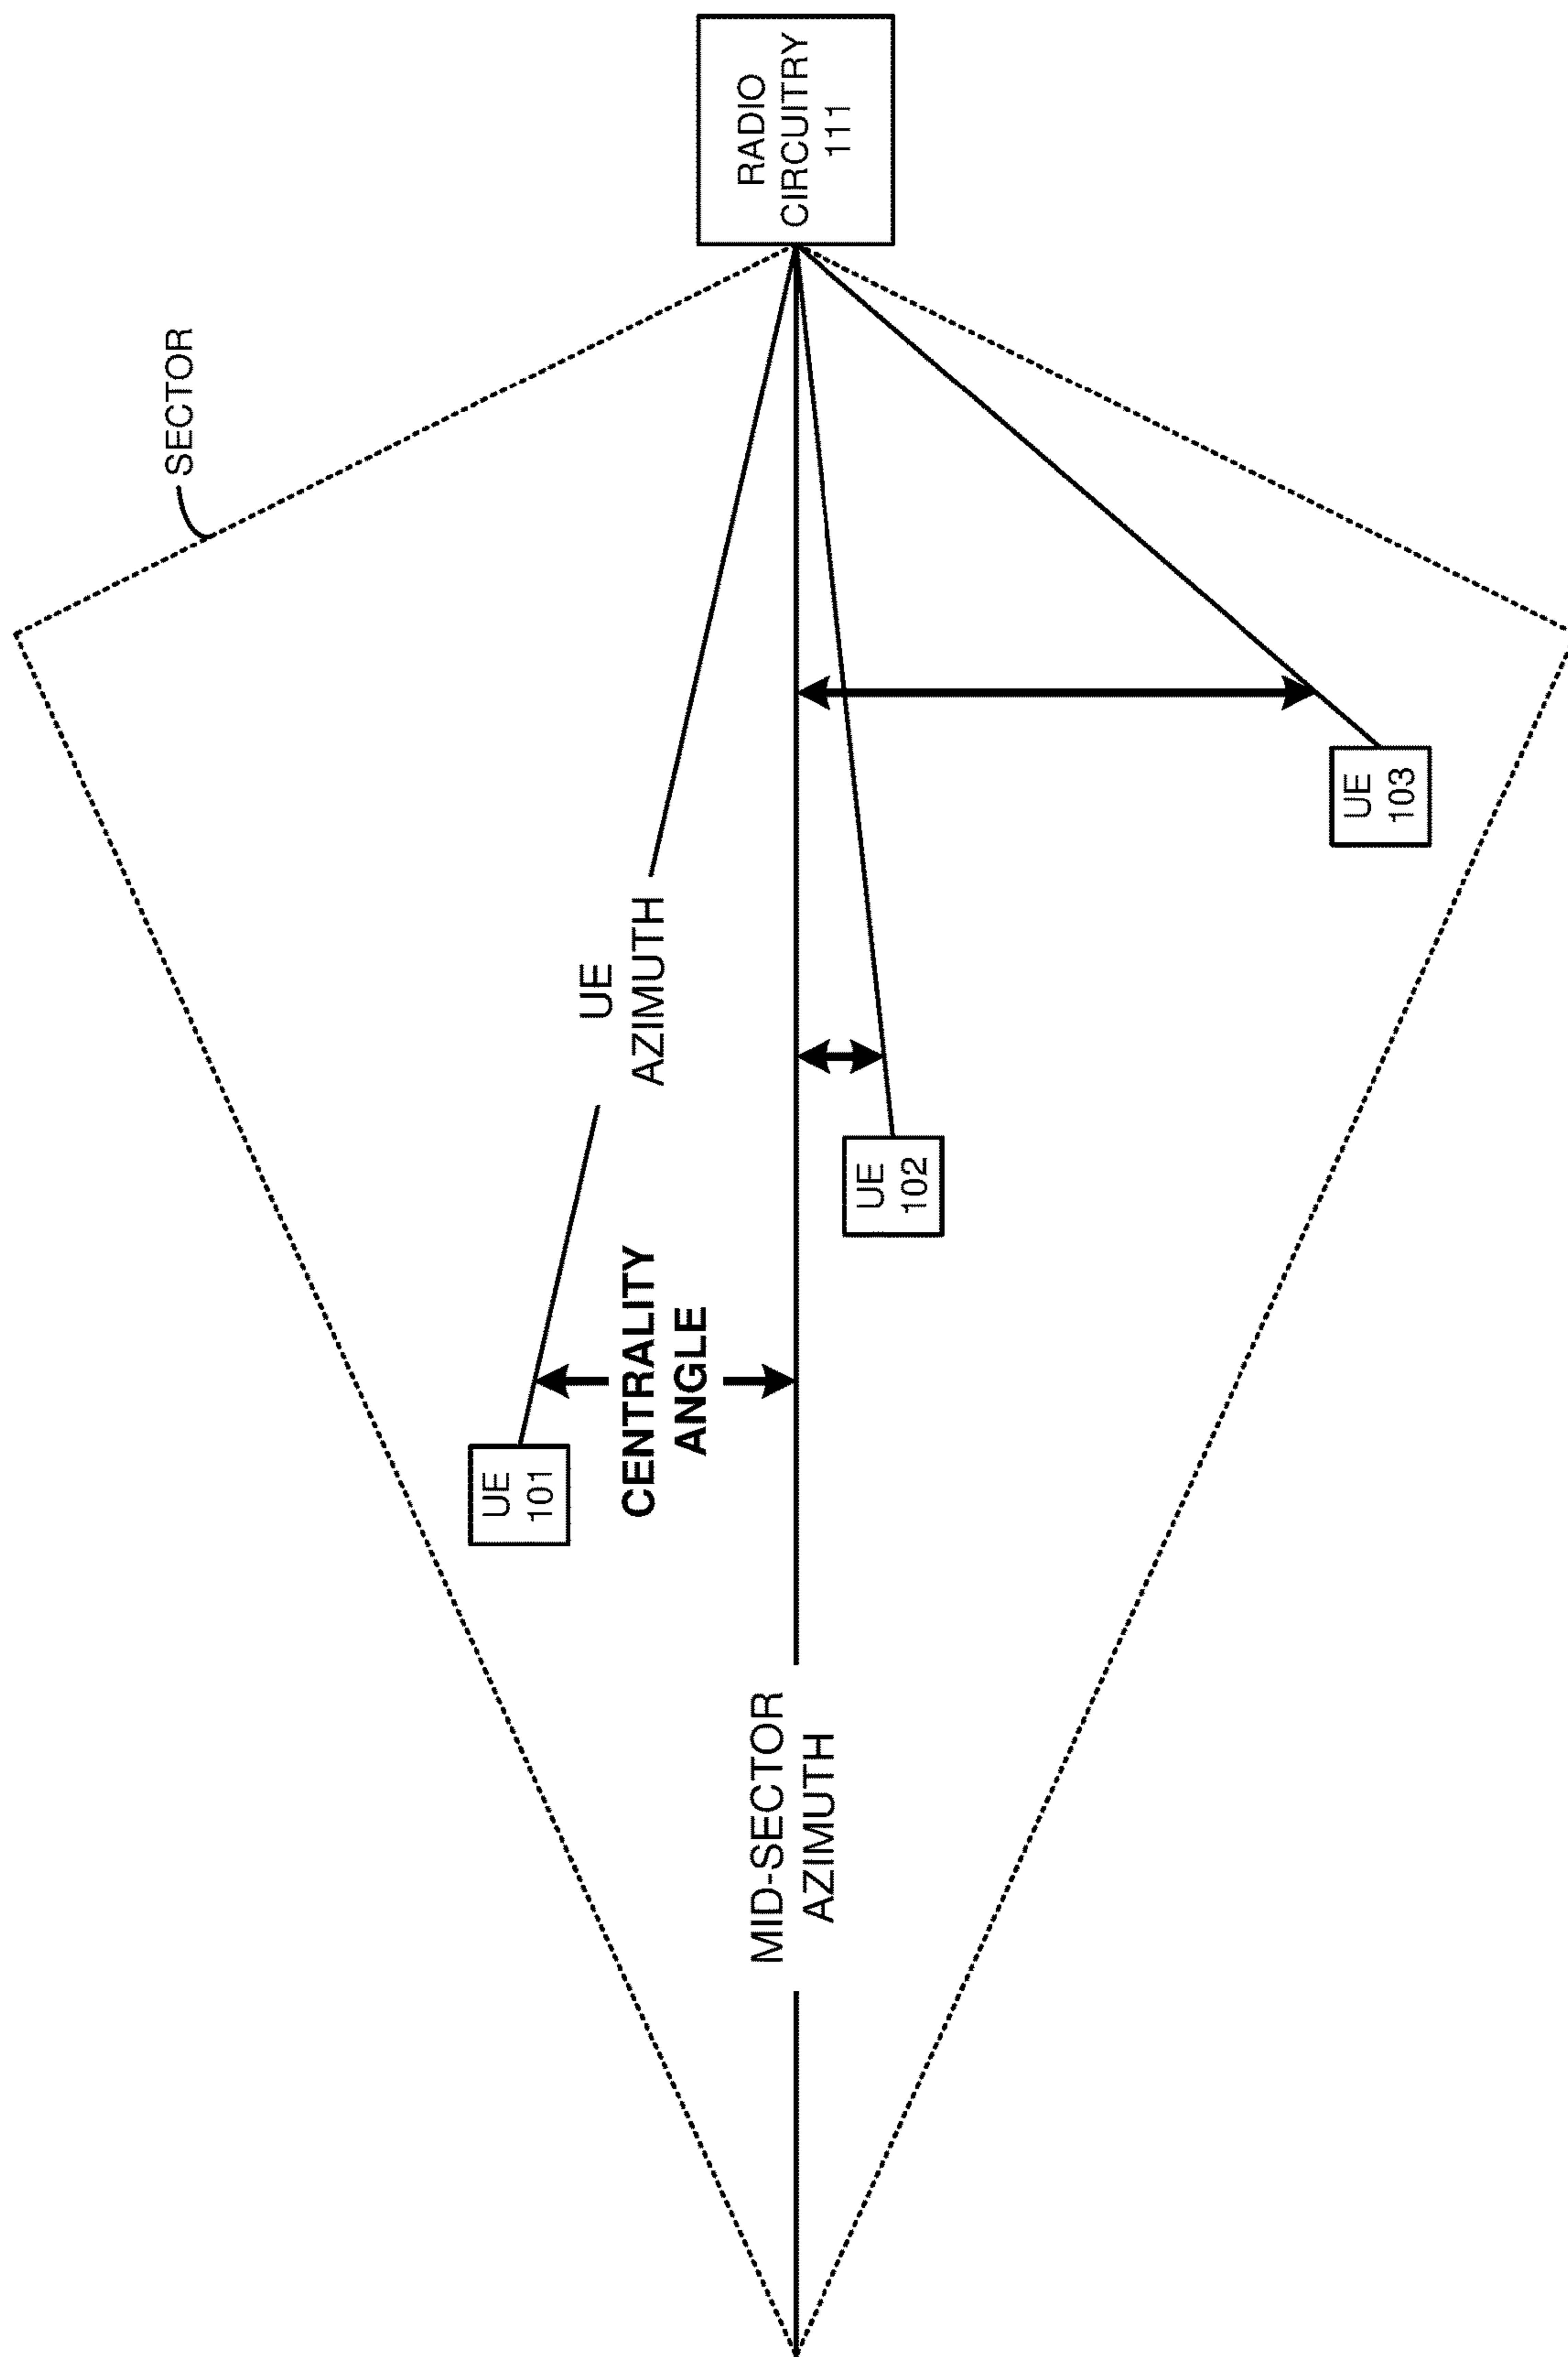 RADIO
CIRCUITRY
111
SECTOR
UE
AZIMUTH
UE
103
UE
102
CENTRALITY
ANGLE
UE
101
MID-SECTOR
AZIMUTH